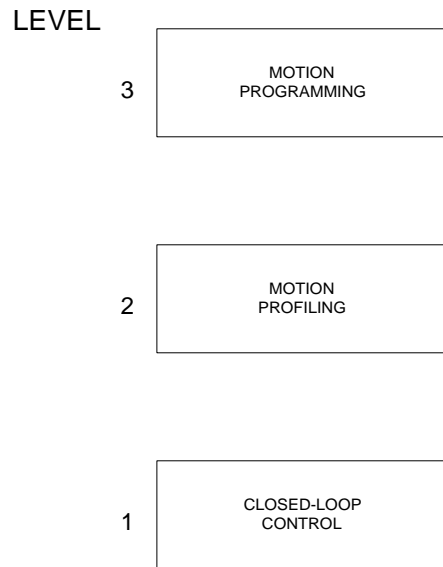 LEVEL
3
MOTION
PROGRAMMING
2
MOTION
PROFILING
1
CLOSED-LOOP
CONTROL